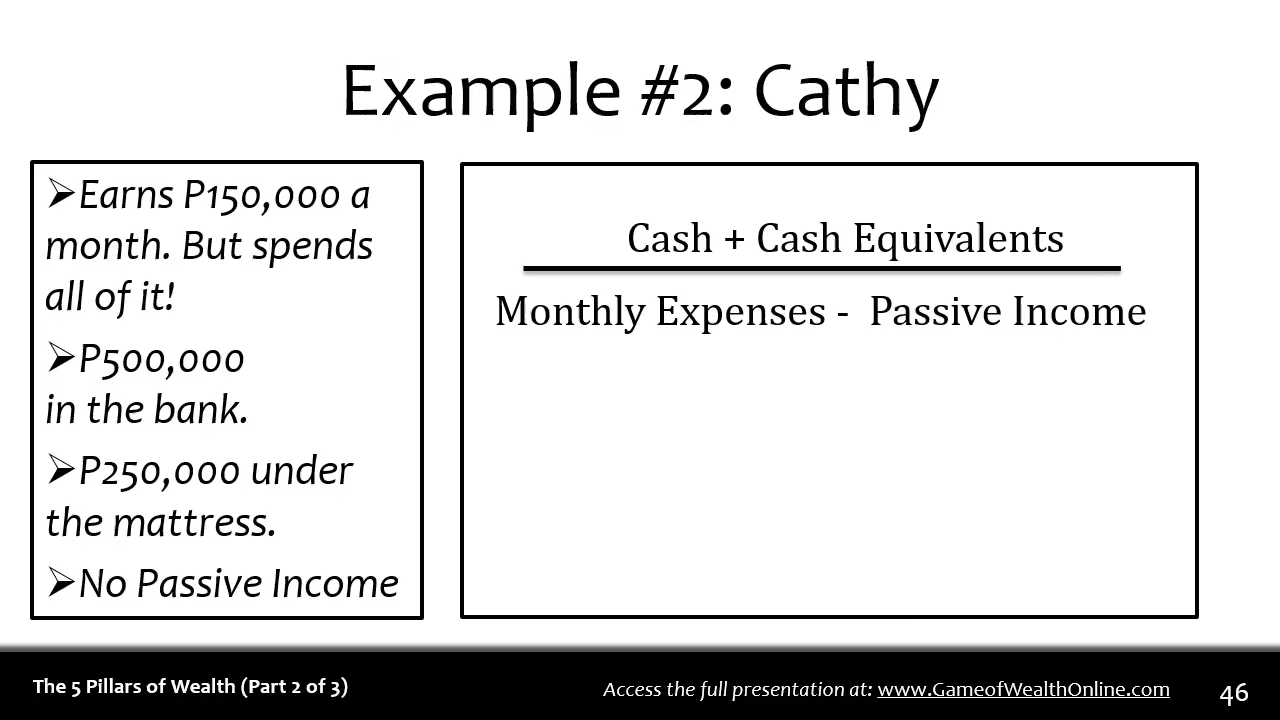 Example #2: Cathy
➢Earns P150,000 a
month. But spends
all of it!
➢P500,000
in the bank.
➢P250,000 under
the mattress.
➢No Passive Income
Cash + Cash Equivalents
Monthly Expenses - Passive Income
The 5 Pillars of Wealth (Part 2 of 3)
Access the full presentation at: www.GameofWealthOnline.com
46